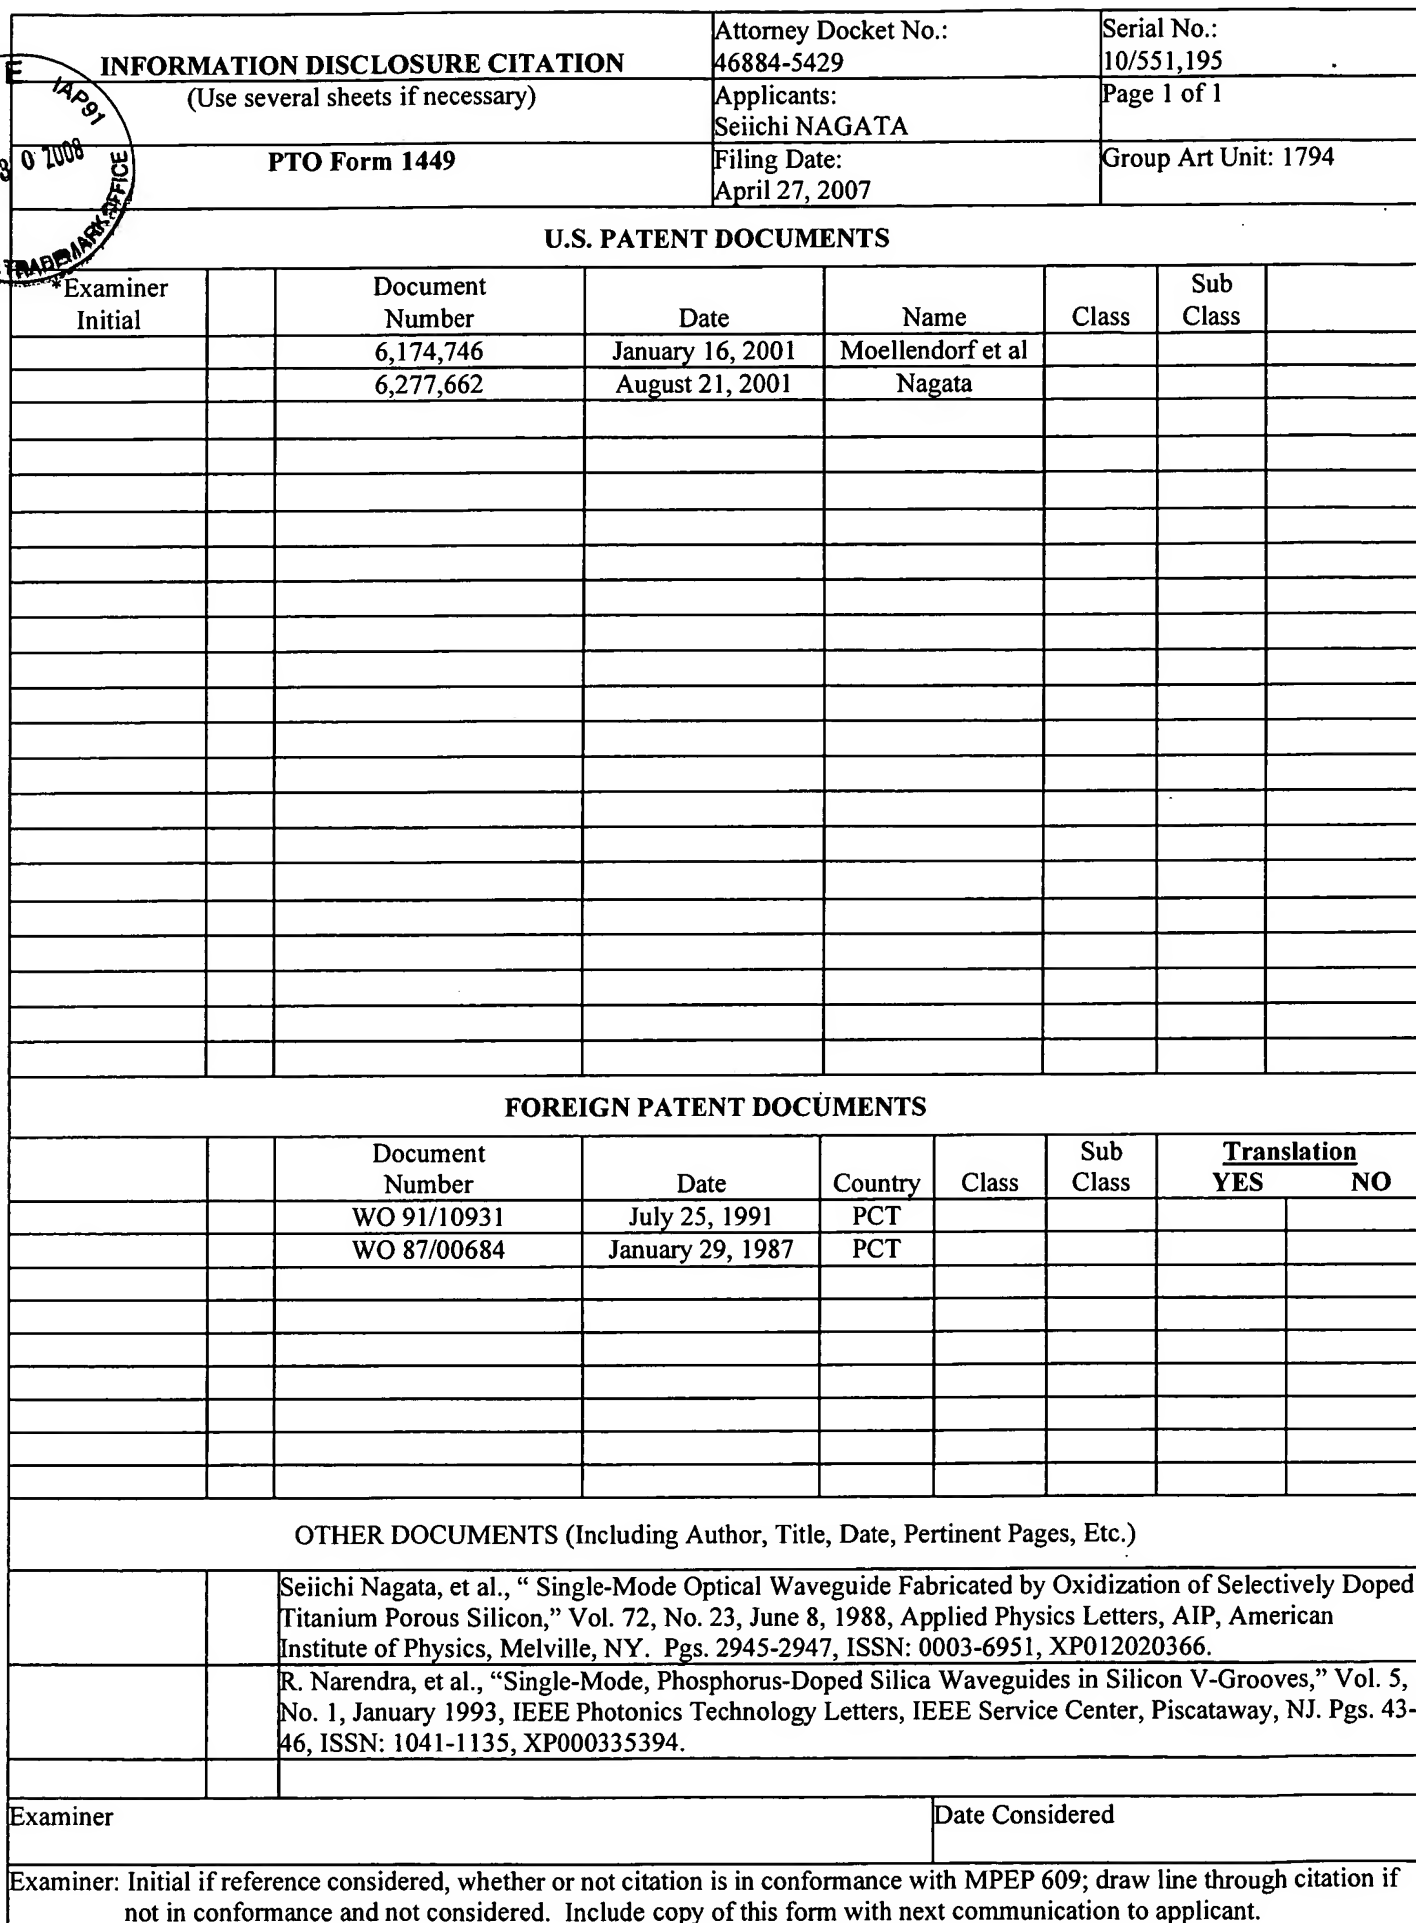 INFORMATION DISCLOSURE CITATION
(Use several sheets if necessary)
PTO Form 1449
Attorney Docket No.:
46884-5429
Serial No.:
10/551,195
Applicants:
Seiichi NAGATA
Page 1 of 1
Filing Date:
April 27, 2007
Group Art Unit: 1794
E
IAP91
0 2008
TRADEMARK OFFICE
U.S. PATENT DOCUMENTS
*Examiner
Initial
Document
Number
Date
Name
Class
Sub
Class
6,174,746 January 16, 2001 Moellendorf et al
6,277,662 August 21, 2001 Nagata
FOREIGN PATENT DOCUMENTS
Document
Number
Date
Country
Class
Sub
Class
Translation
YES NO
WO 91/10931 July 25, 1991 PCT
WO 87/00684 January 29, 1987 PCT
OTHER DOCUMENTS (Including Author, Title, Date, Pertinent Pages, Etc.)
Seiichi Nagata, et al., “ Single-Mode Optical Waveguide Fabricated by Oxidization of Selectively Doped
Titanium Porous Silicon,” Vol. 72, No. 23, June 8, 1988, Applied Physics Letters, AIP, American
Institute of Physics, Melville, NY. Pgs. 2945-2947, ISSN: 0003-6951, XP012020366.
R. Narendra, et al., “Single-Mode, Phosphorus-Doped Silica Waveguides in Silicon V-Grooves,” Vol. 5,
No. 1, January 1993, IEEE Photonics Technology Letters, IEEE Service Center, Piscataway, NJ. Pgs. 43-
46, ISSN: 1041-1135, XP000335394.
Examiner
Date Considered
Examiner: Initial if reference considered, whether or not citation is in conformance with MPEP 609; draw line through citation if
not in conformance and not considered. Include copy of this form with next communication to applicant.